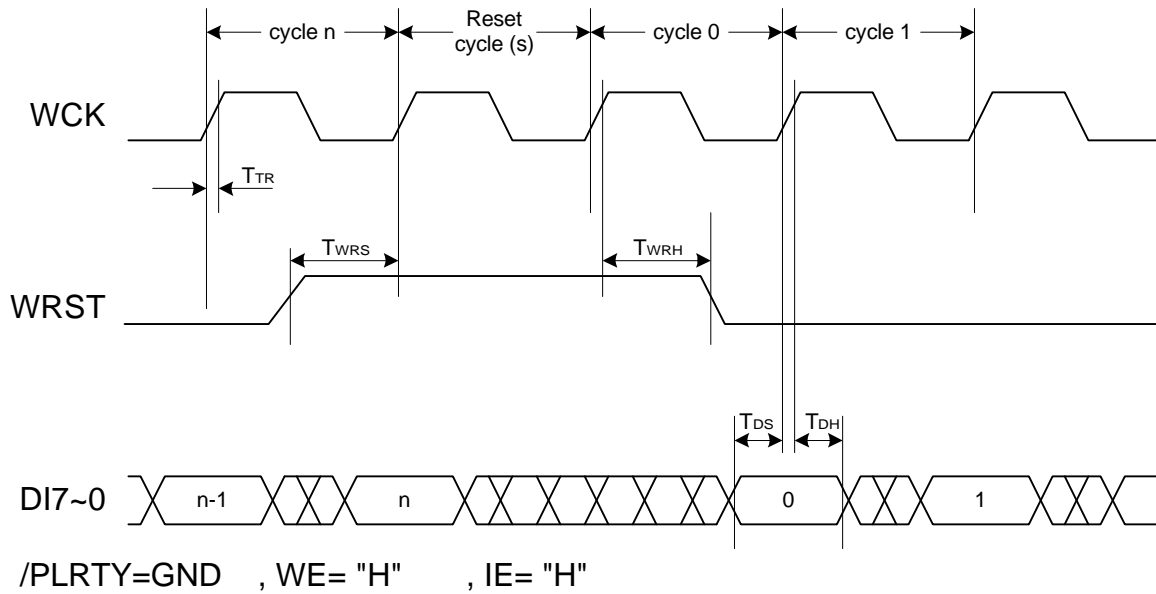 cycle n
Reset
cycle (s)
cycle 0
cycle 1
WCK
TTR
TWRS
TWRH
WRST
TDS
TDH
DI7~0
n-1
n
0
1
/PLRTY=GND , WE= "H" , IE= "H"